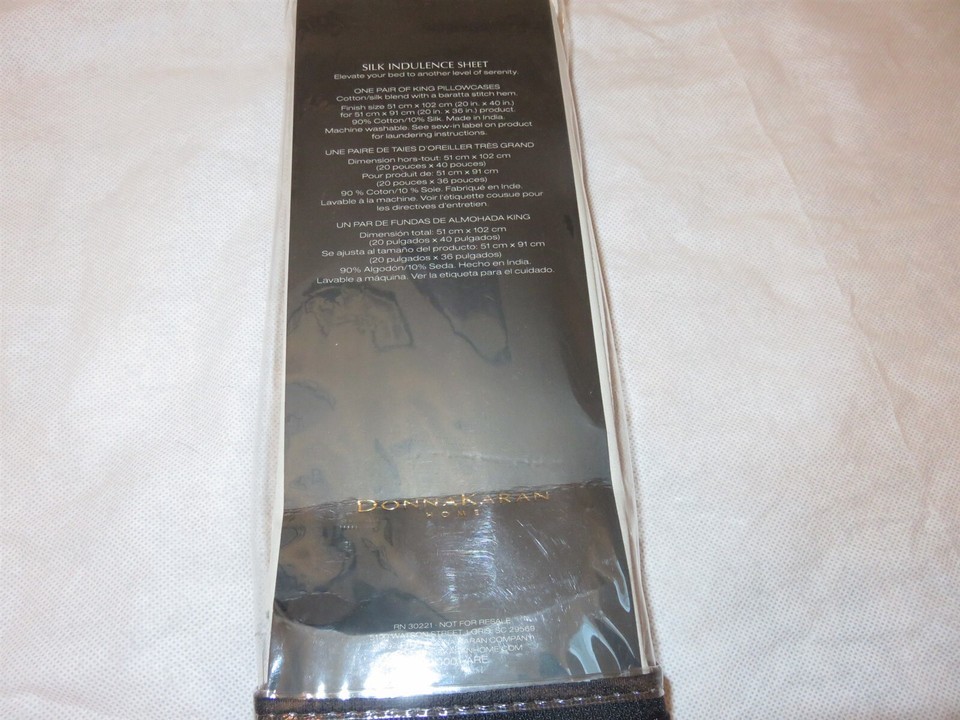 SILK INDULENCE SHEET
Elevate your bed to another level of serenity.
ONE PAIR OF KING PILLOWCASES
Cotton/silk blend with a baratta stitch hem.
Finish size 51 cm x 102 cm (20 in. x 40 in.)
for 51 cm x 91 cm (20 in. x 36 in.) product.
90% Cotton/10% Silk. Made in India.
Machine washable. See sew-in label on product
for laundering instructions.
UNE PAIRE DE TAIES D'OREILLER TRÈS GRAND
Dimension hors-tout: 51 cm x 102 cm
(20 pouces x 40 pouces)
Pour produit de: 51 cm x 91 cm
(20 pouces x 36 pouces)
90 % Coton/10 % Soie. Fabriqué en Inde.
Lavable à la machine. Voir l'étiquette cousue pour
les directives d'entretien.
UN PAR DE FUNDAS DE ALMOHADA KING
Dimensión total: 51 cm x 102 cm
(20 pulgados x 40 pulgados)
Se ajusta al tamaño del producto: 51 cm x 91 cm
(20 pulgados x 36 pulgados)
90% Algodón/10% Seda. Hecho en India.
Lavable a máquina. Ver la etiqueta para el cuidado.
DONNAKARAN
HOME
RN 30221 · NOT FOR RESALE
WATSON STREET, LORIS, SC 29569
KARAN COMPANY